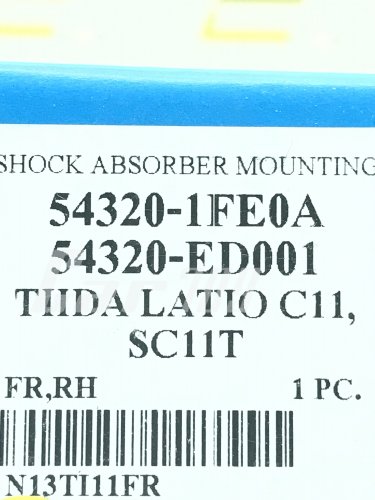 SHOCK ABSORBER MOUNTING
54320-1FE0A
54320-ED001
TIIDA LATIO C11,
SC11T
FR,RH 1 PC.
N13TI11FR